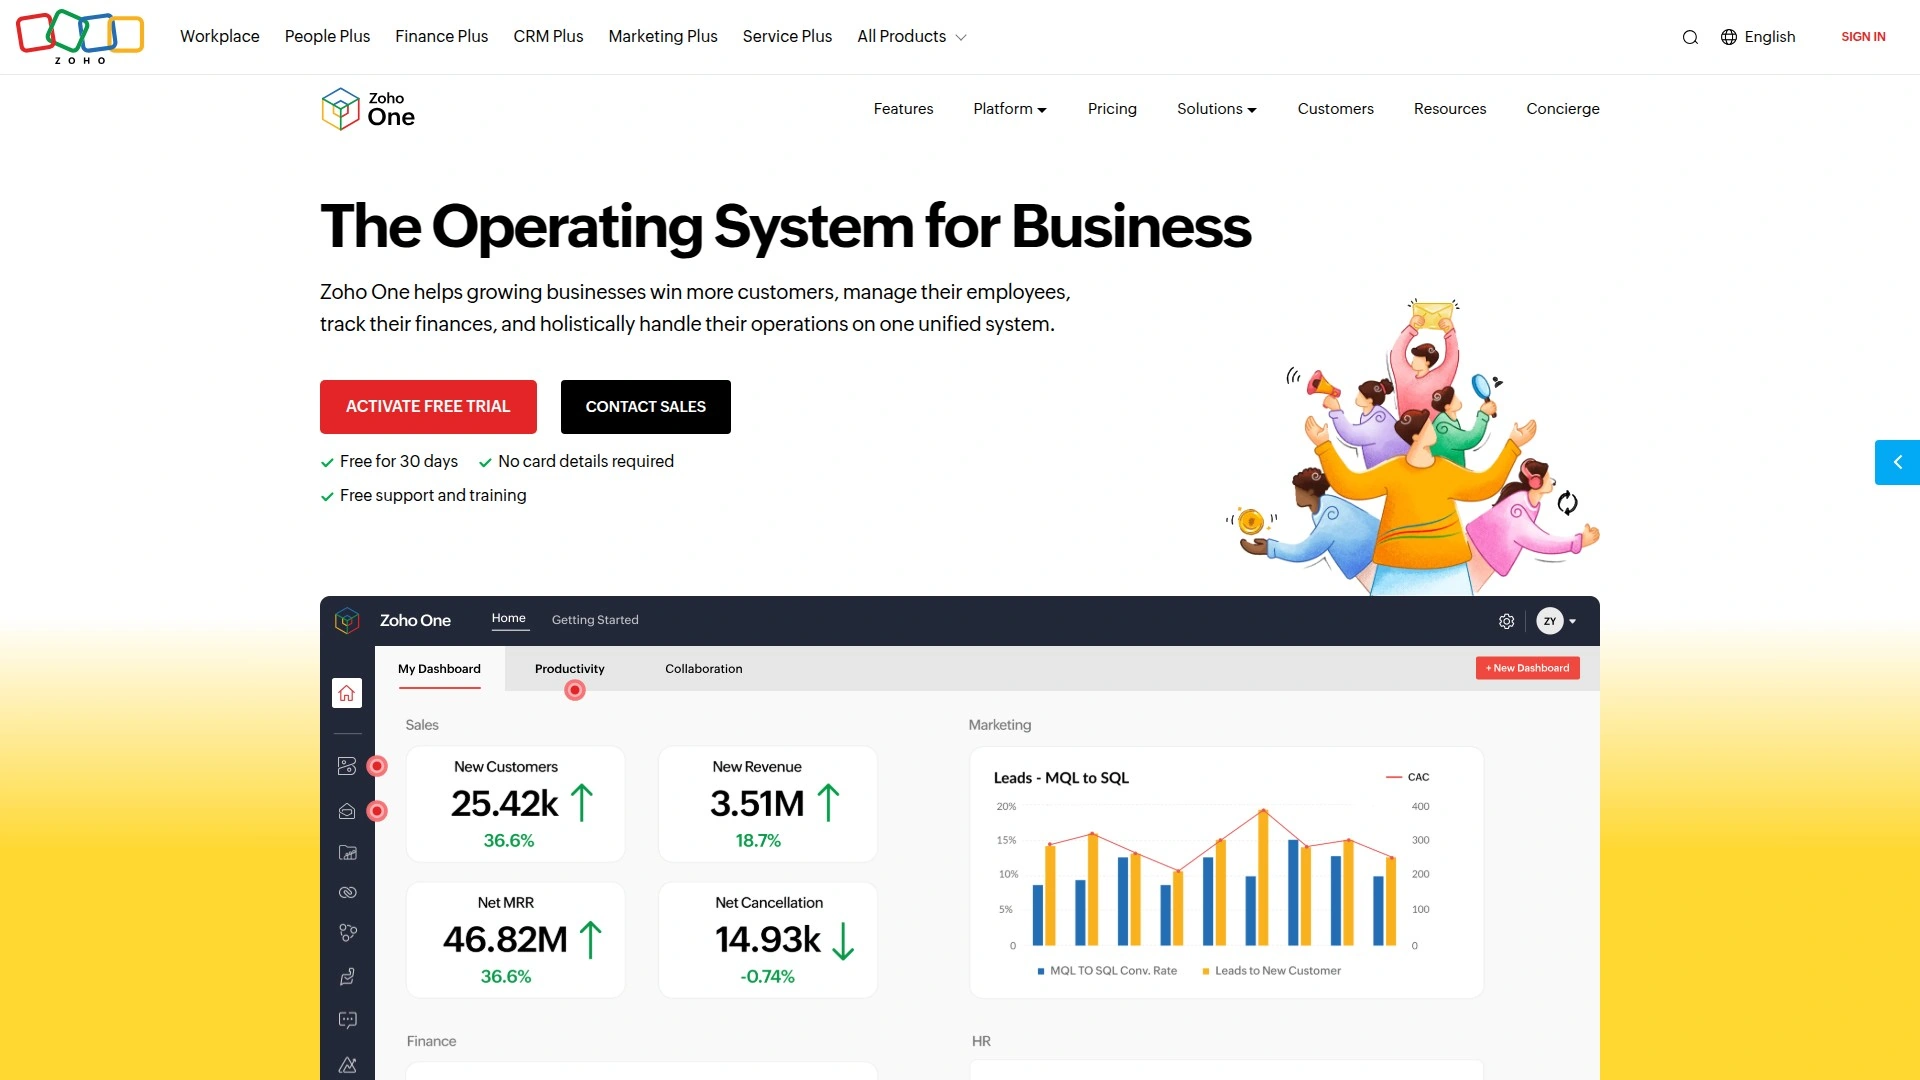 ZOHO
Workplace People Plus Finance Plus CRM Plus Marketing Plus Service Plus All Products
English SIGN IN
Zoho
One
Features Platform Pricing Solutions Customers Resources Concierge
The Operating System for Business
Zoho One helps growing businesses win more customers, manage their employees,
track their finances, and holistically handle their operations on one unified system.
ACTIVATE FREE TRIAL CONTACT SALES
Free for 30 days No card details required
Free support and training
Zoho One Home Getting Started ZY
My Dashboard Productivity Collaboration + New Dashboard
Sales
New Customers
25.42k
36.6%
New Revenue
3.51M
18.7%
Net MRR
46.82M
36.6%
Net Cancellation
14.93k
-0.74%
Marketing
Leads - MQL to SQL CAC
20% 400
15% 300
10% 200
5% 100
0 0
MQL TO SQL Conv. Rate Leads to New Customer
Finance HR